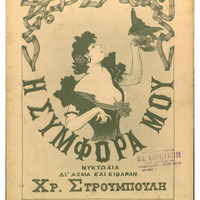 Η ΣΥΜΦΟΡΑ ΜΟΥ
ΝΥΚΤΩΔΙΑ
ΔΙ' ΑΣΜΑ ΚΑΙ ΚΙΘΑΡΑΝ
ΧΡ. ΣΤΡΟΥΜΠΟΥΛΗ